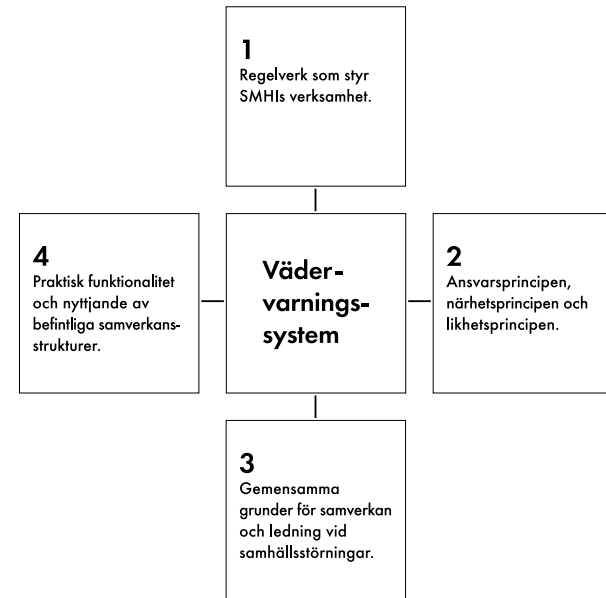 1
Regelverk som styr
SMHIs verksamhet.
4
Praktisk funktionalitet
och nyttjande av
befintliga samverkans-
strukturer.
Väder-
varnings-
system
2
Ansvarsprincipen,
närhetsprincipen och
likhetsprincipen.
3
Gemensamma
grunder för samverkan
och ledning vid
samhällsstörningar.